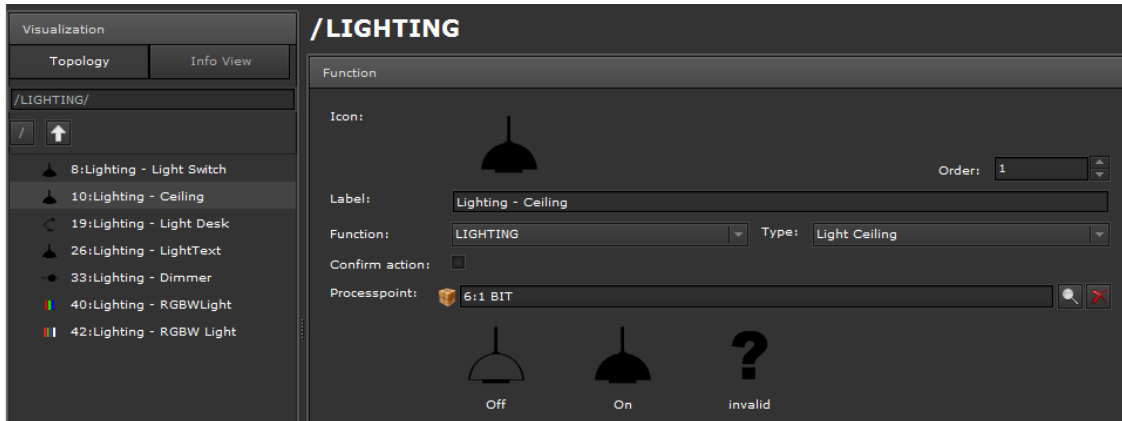 Visualization
Topology
Info View
/LIGHTING/
/
8:Lighting - Light Switch
10:Lighting - Ceiling
19:Lighting - Light Desk
26:Lighting - LightText
33:Lighting - Dimmer
40:Lighting - RGBWLight
42:Lighting - RGBW Light
/LIGHTING
Function
Icon:
Order: 1
Label: Lighting - Ceiling
Function: LIGHTING Type: Light Ceiling
Confirm action:
Processpoint: 6:1 BIT
?
Off On invalid